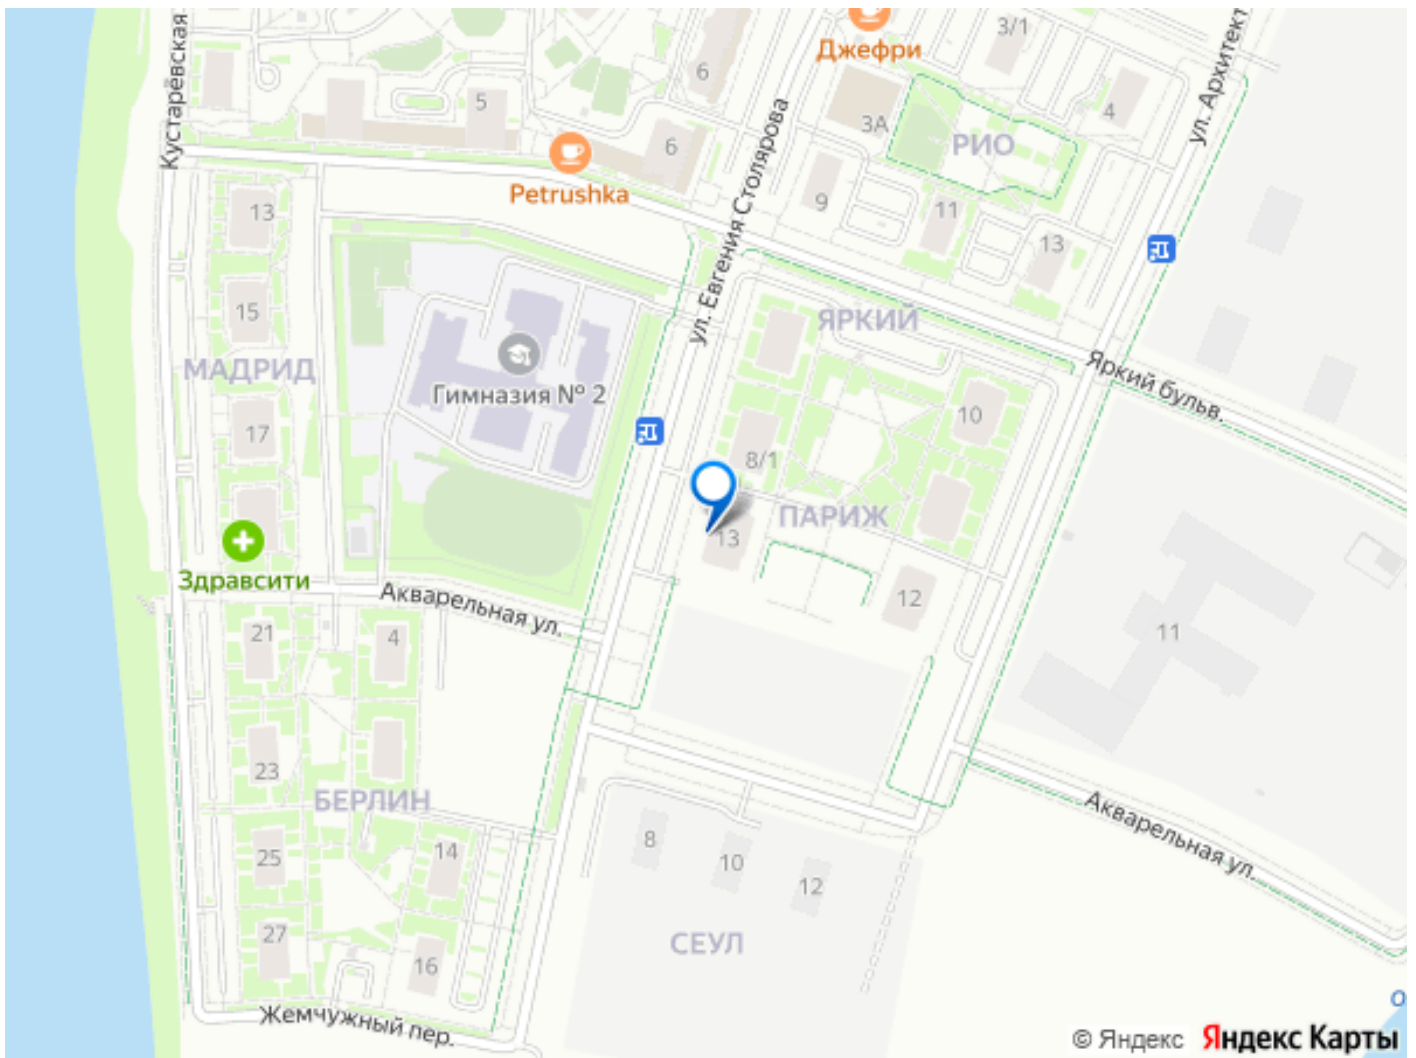 Кустарёвская
5
6
Джефри
3/1
ул. Архитект
4
3А
РИО
6
Petrushka
ул. Евгения Столярова
9
11
13
13
15
МАДРИД
17
Гимназия № 2
ЯРКИЙ
Яркий бульв.
10
8/1
ПАРИЖ
13
12
11
Здравсити
Акварельная ул.
21
4
23
БЕРЛИН
25
14
27
16
Жемчужный пер.
8
10
12
СЕУЛ
Акварельная ул.
О
© Яндекс Яндекс Карты